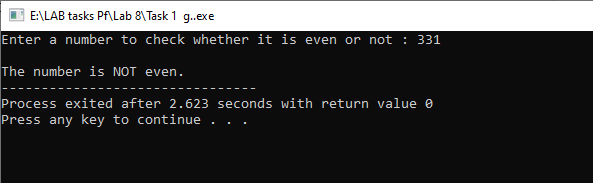 E:\LAB tasks Pf\Lab 8\Task 1 g..exe
Enter a number to check whether it is even or not : 331
The number is NOT even.
--------------------------------
Process exited after 2.623 seconds with return value 0
Press any key to continue . . .